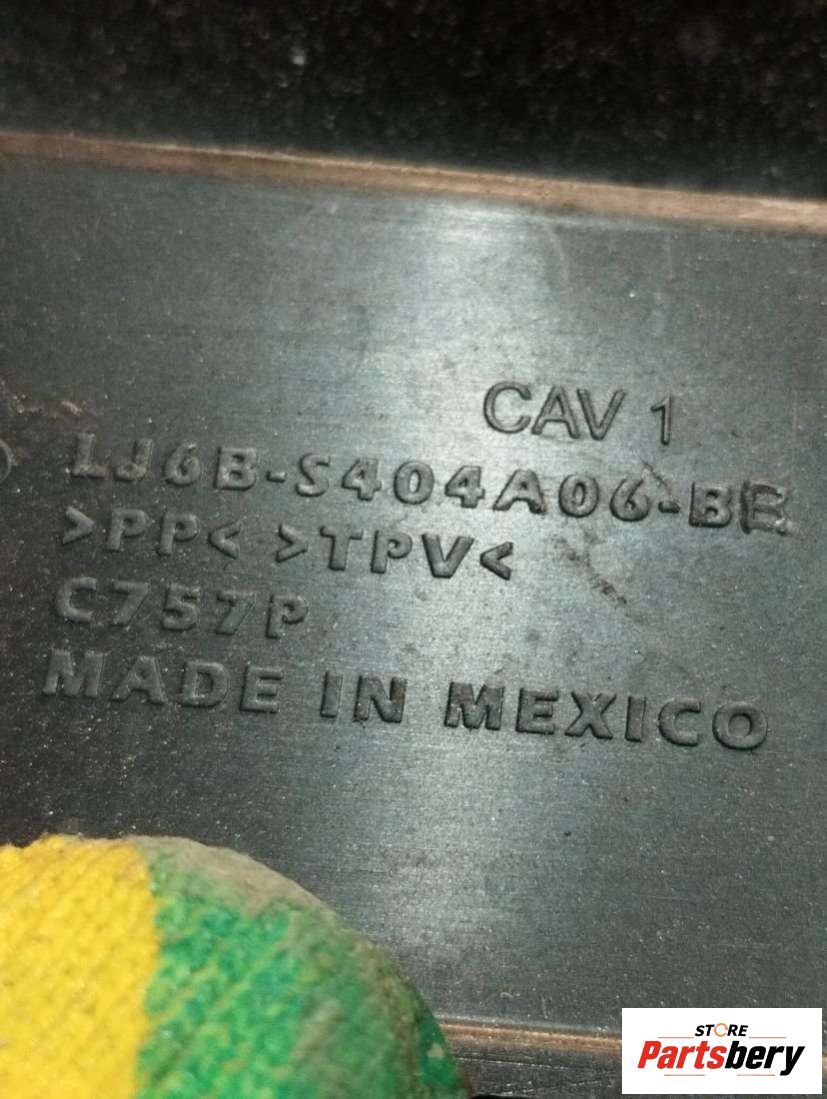 CAV 1
LJ6B-S404A06-BE
>PP< >TPV<
C757P
MADE IN MEXICO
STORE
Partsbery